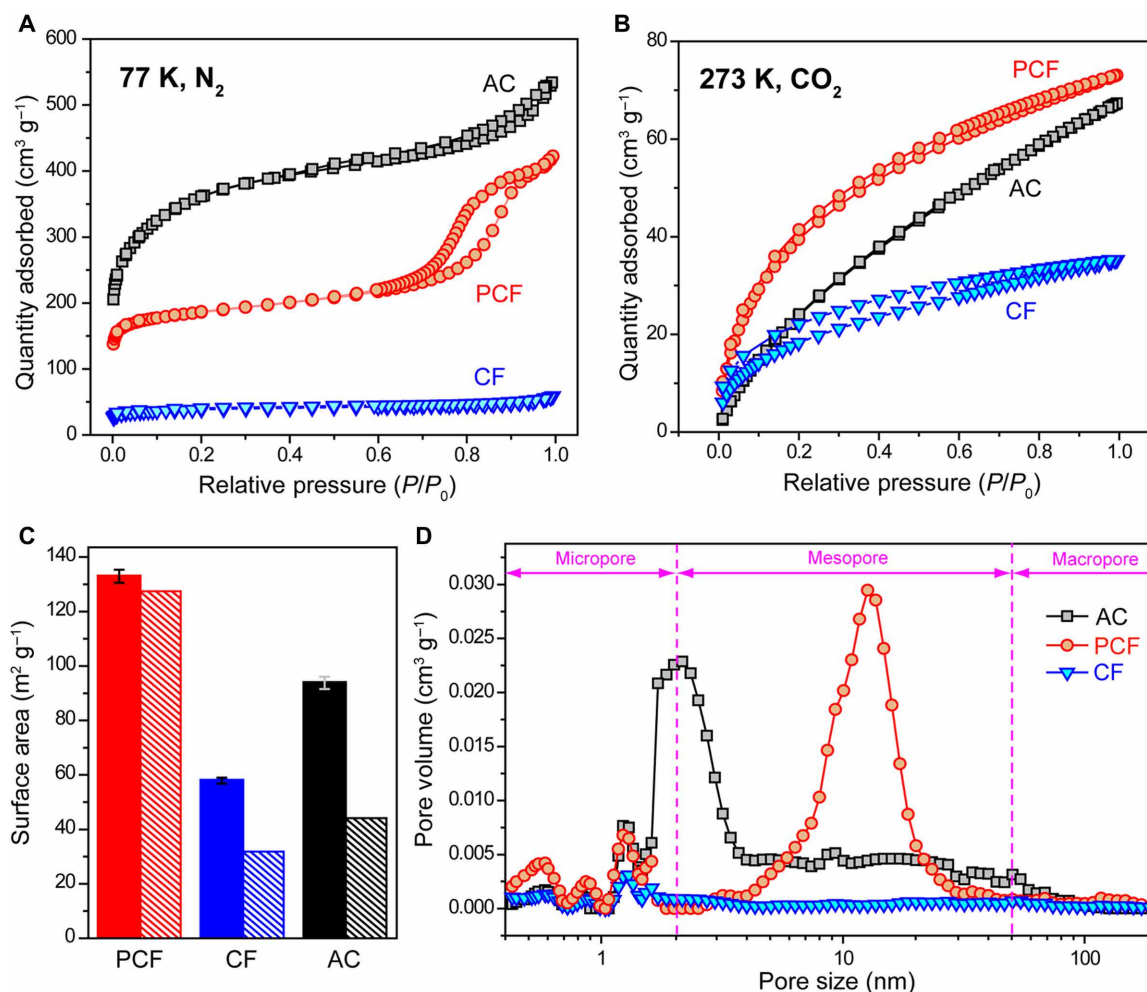 A
77 K, N₂
AC
PCF
CF
600
500
400
300
200
100
0
Quantity adsorbed (cm³ g⁻¹)
0.0 0.2 0.4 0.6 0.8 1.0
Relative pressure (P/P₀)
B
273 K, CO₂
PCF
AC
CF
80
60
40
20
0
Quantity adsorbed (cm³ g⁻¹)
0.0 0.2 0.4 0.6 0.8 1.0
Relative pressure (P/P₀)
C
140
120
100
80
60
40
20
0
Surface area (m² g⁻¹)
PCF CF AC
D
Micropore Mesopore Macropore
AC
PCF
CF
0.030
0.025
0.020
0.015
0.010
0.005
0.000
Pore volume (cm³ g⁻¹)
1 10 100
Pore size (nm)